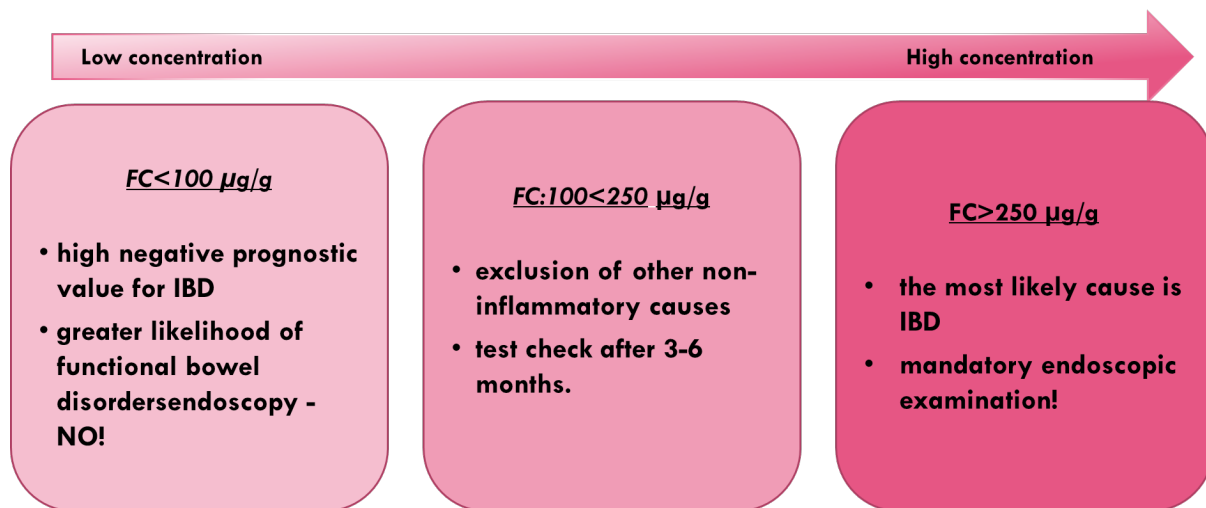 Low concentration
High concentration
FC<100 µg/g
• high negative prognostic
value for IBD
• greater likelihood of
functional bowel
disordersendoscopy -
NO!
FC:100<250 µg/g
• exclusion of other non-
inflammatory causes
• test check after 3-6
months.
FC>250 µg/g
• the most likely cause is
IBD
• mandatory endoscopic
examination!